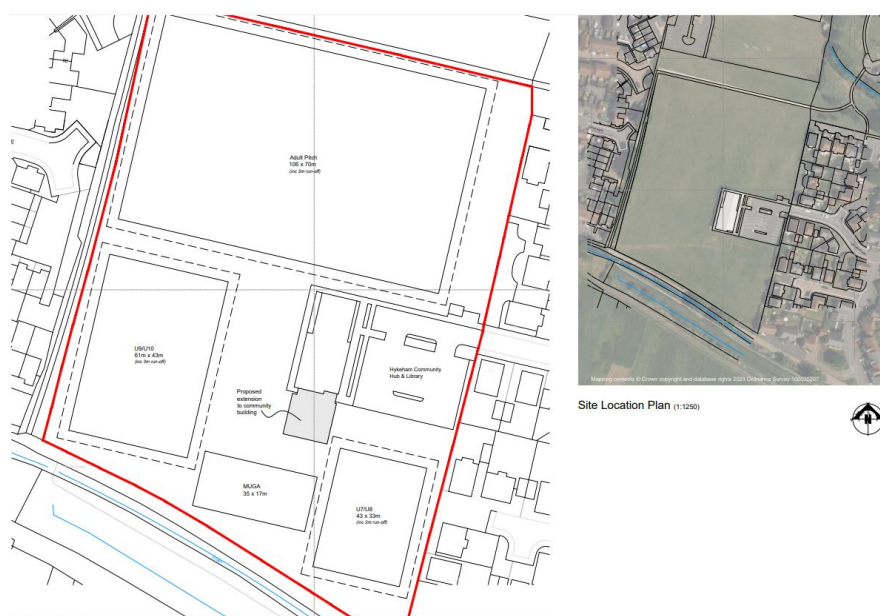 Adult Pitch
106 x 70m
(inc 3m run-off)
U9/U10
61m x 43m
(inc 3m run-off)
Hykeham Community
Hub & Library
Proposed
extension
to community
building
MUGA
35 x 17m
U7/U8
43 x 33m
(inc 3m run-off)
Mapping contents © Crown copyright and database rights 2021 Ordnance Survey
Site Location Plan (1:1250)
N